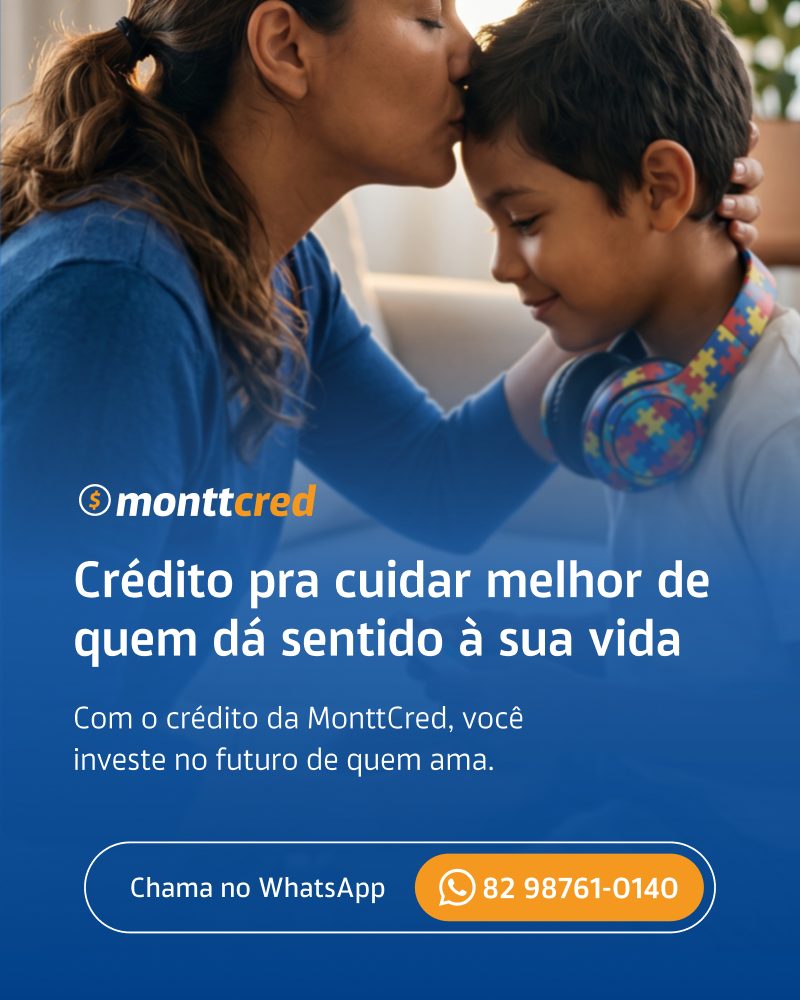 monttcred
Crédito pra cuidar melhor de
quem dá sentido à sua vida
Com o crédito da MonttCred, você
investe no futuro de quem ama.
Chama no WhatsApp
82 98761-0140